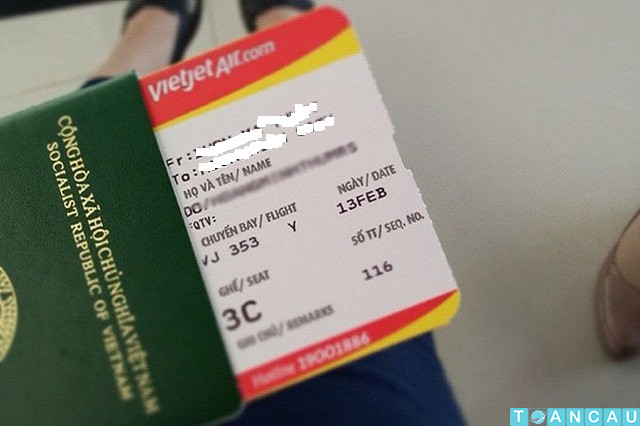 CỘNG HÒA XÃ HỘI CHỦ NGHĨA VIỆT NAM
SOCIALIST REPUBLIC OF VIETNAM
VietjetAir.com
Fr:
To:
HỌ VÀ TÊN/ NAME
DO/
QTV:
CHUYẾN BAY/ FLIGHT NGÀY/ DATE
VJ 353 Y 13FEB
GHẾ/ SEAT SỐ TT/ SEQ. NO.
3C 116
GHI CHÚ/ REMARKS
Hotline 19001886
TOANCAU